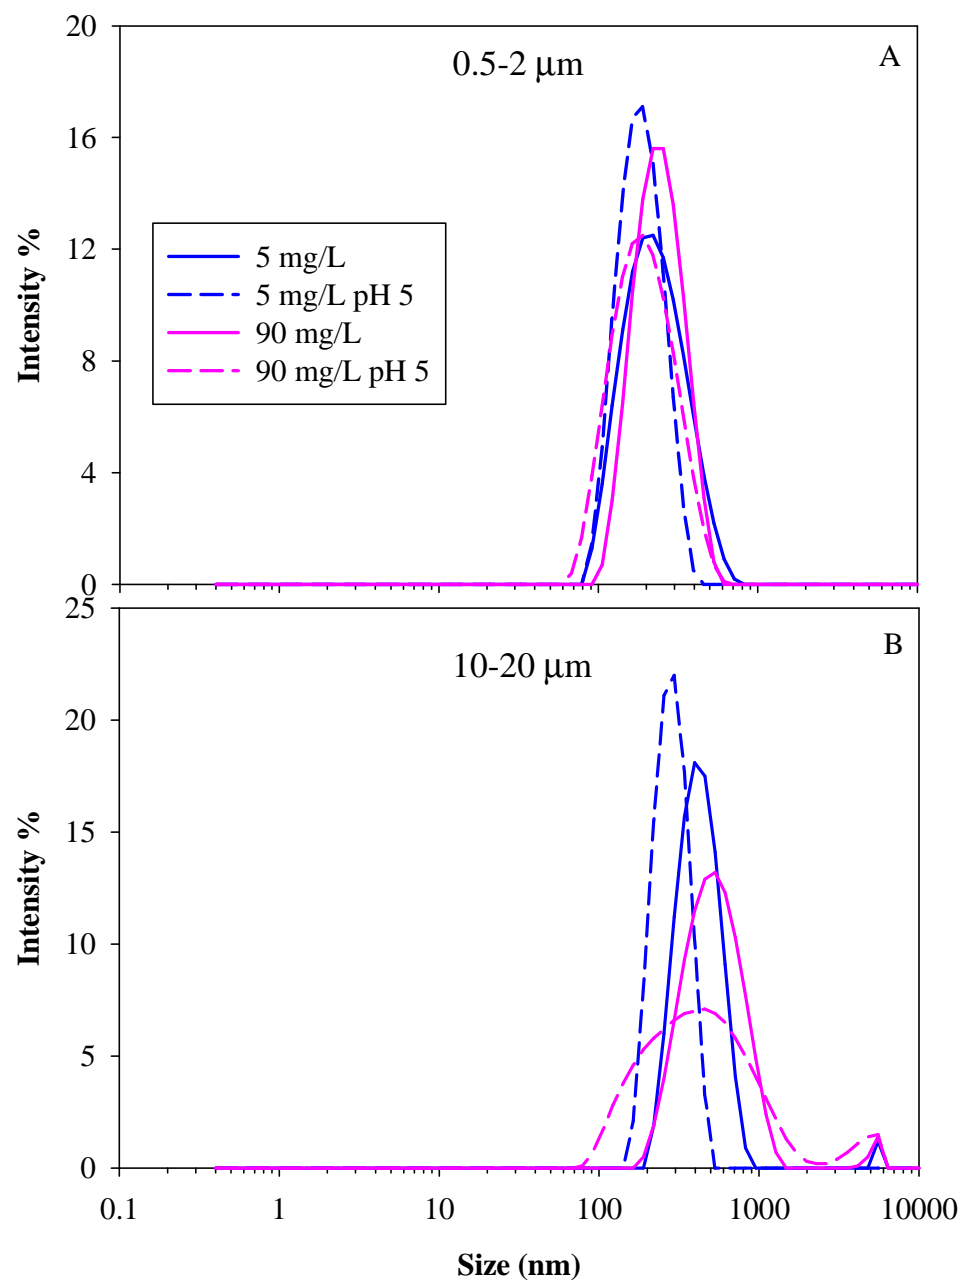 20
0.5-2 μm
A
16
12
8
4
0
Intensity %
5 mg/L
5 mg/L pH 5
90 mg/L
90 mg/L pH 5
25
10-20 μm
B
20
15
10
5
0
Intensity %
0.1
1
10
100
1000
10000
Size (nm)